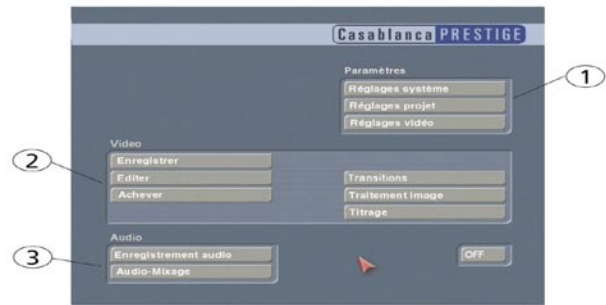 Casablanca PRESTIGE
Paramètres
Réglages système
Réglages projet
Réglages vidéo
1
Video
Enregistrer
Editer
Achever
Transitions
Traitement image
Titrage
2
Audio
Enregistrement audio
Audio-Mixage
OFF
3